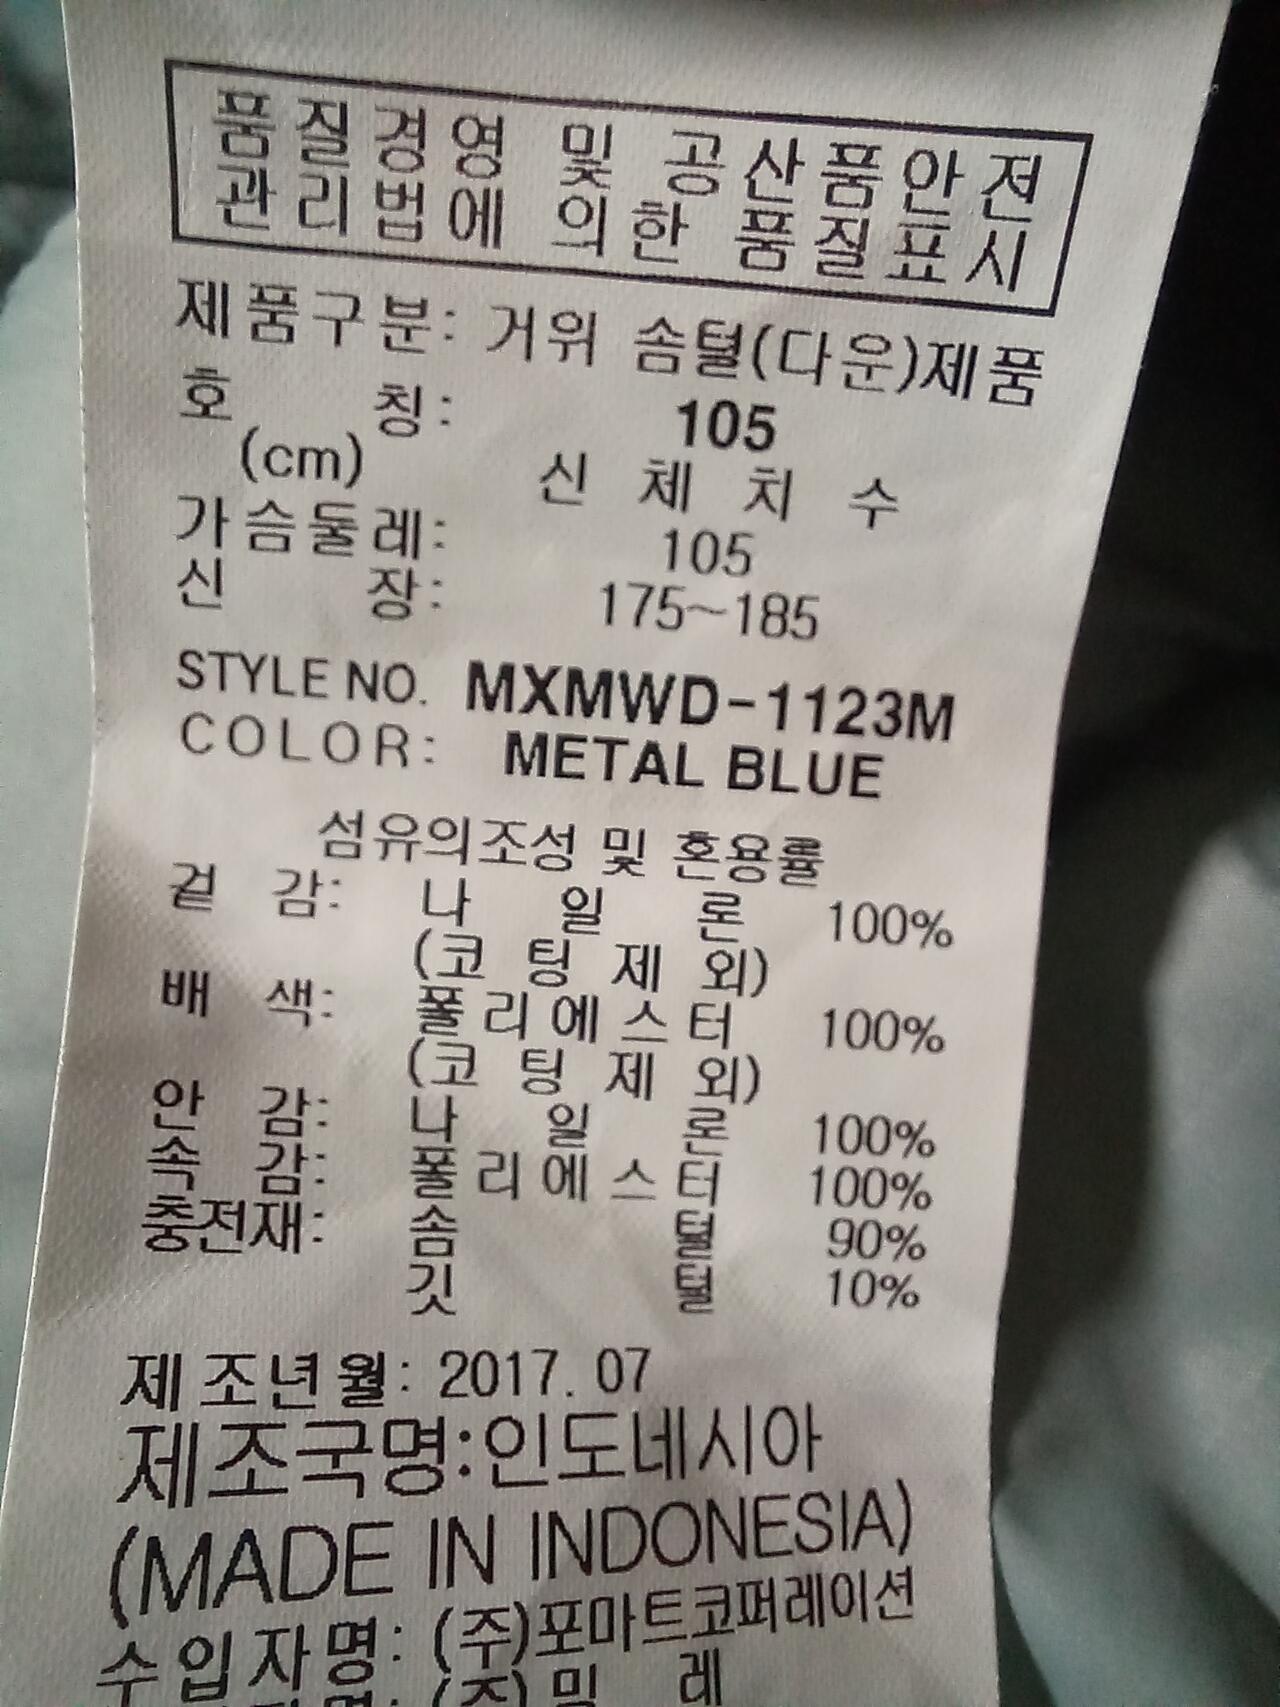 품질경영 및 공산품안전
관리법에 의한 품질표시
제품구분: 거위 솜털(다운)제품
호 칭: 105
(cm) 신 체 치 수
가슴둘레: 105
신 장: 175~185
STYLE NO. MXMWD-1123M
COLOR: METAL BLUE
섬유의조성 및 혼용률
겉 감: 나 일 론 100%
(코 팅 제 외)
배 색: 폴리에스터 100%
(코 팅 제 외)
안 감: 나 일 론 100%
속 감: 폴리에스터 100%
충전재: 솜 털 90%
깃 털 10%
제조년월: 2017. 07
제조국명:인도네시아
(MADE IN INDONESIA)
수입자명: (주)포마트코퍼레이션
(주) 밀 레